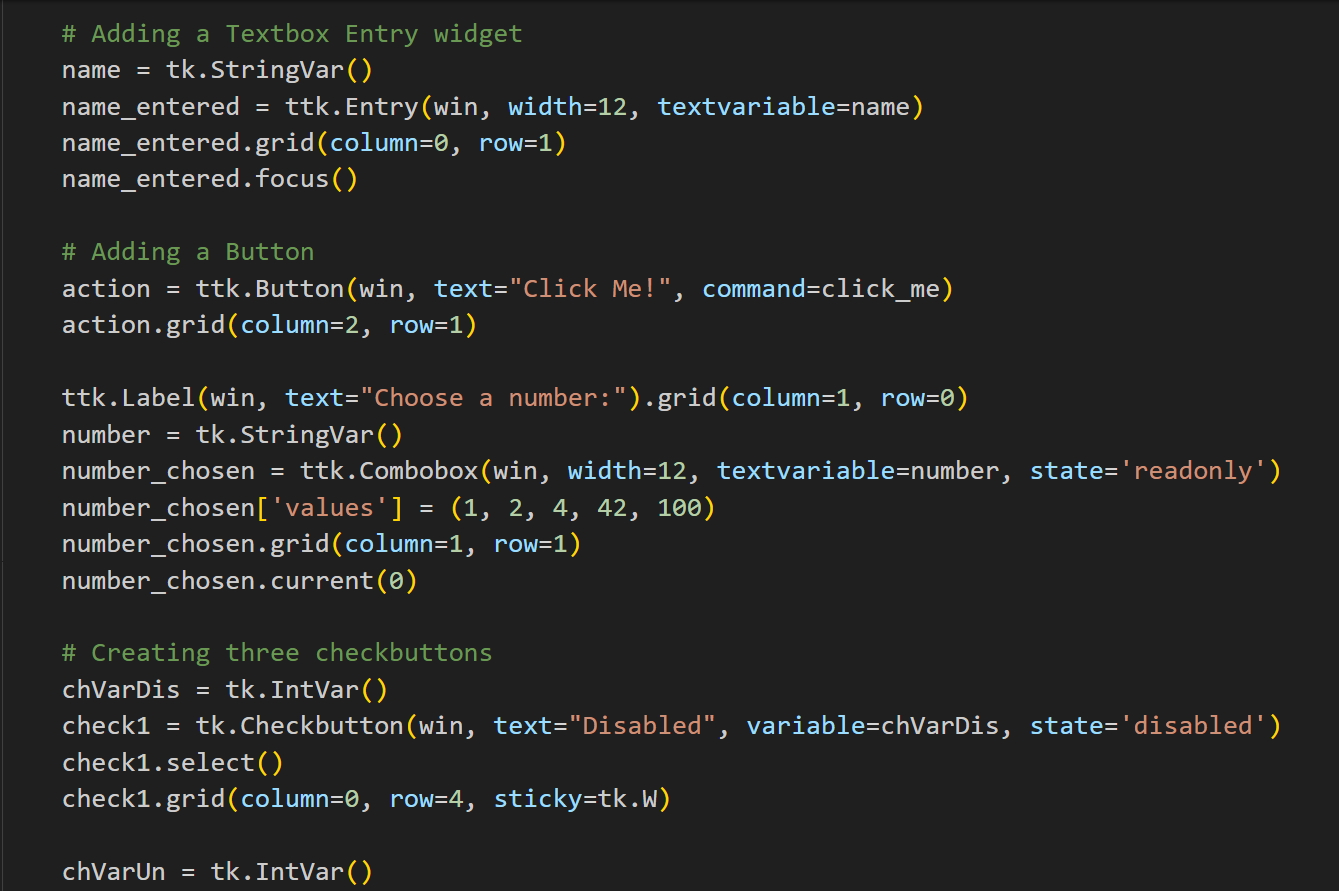 # Adding a Textbox Entry widget
name = tk.StringVar()
name_entered = ttk.Entry(win, width=12, textvariable=name)
name_entered.grid(column=0, row=1)
name_entered.focus()
# Adding a Button
action = ttk.Button(win, text="Click Me!", command=click_me)
action.grid(column=2, row=1)
ttk.Label(win, text="Choose a number:").grid(column=1, row=0)
number = tk.StringVar()
number_chosen = ttk.Combobox(win, width=12, textvariable=number, state='readonly')
number_chosen['values'] = (1, 2, 4, 42, 100)
number_chosen.grid(column=1, row=1)
number_chosen.current(0)
# Creating three checkbuttons
chVarDis = tk.IntVar()
check1 = tk.Checkbutton(win, text="Disabled", variable=chVarDis, state='disabled')
check1.select()
check1.grid(column=0, row=4, sticky=tk.W)
chVarUn = tk.IntVar()